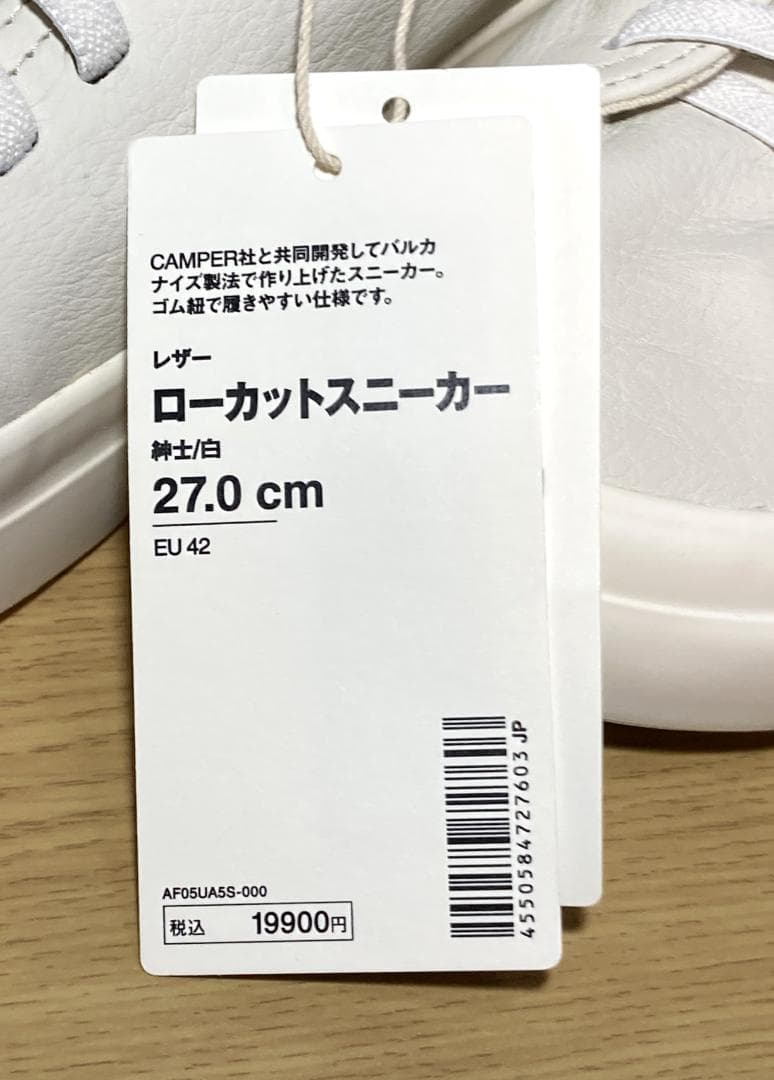 CAMPER社と共同開発してバルカ
ナイズ製法で作り上げたスニーカー。
ゴム紐で履きやすい仕様です。
レザー
ローカットスニーカー
紳士/白
27.0 cm
EU 42
AF05UA5S-000
税込 19900円
4550584727603 JP